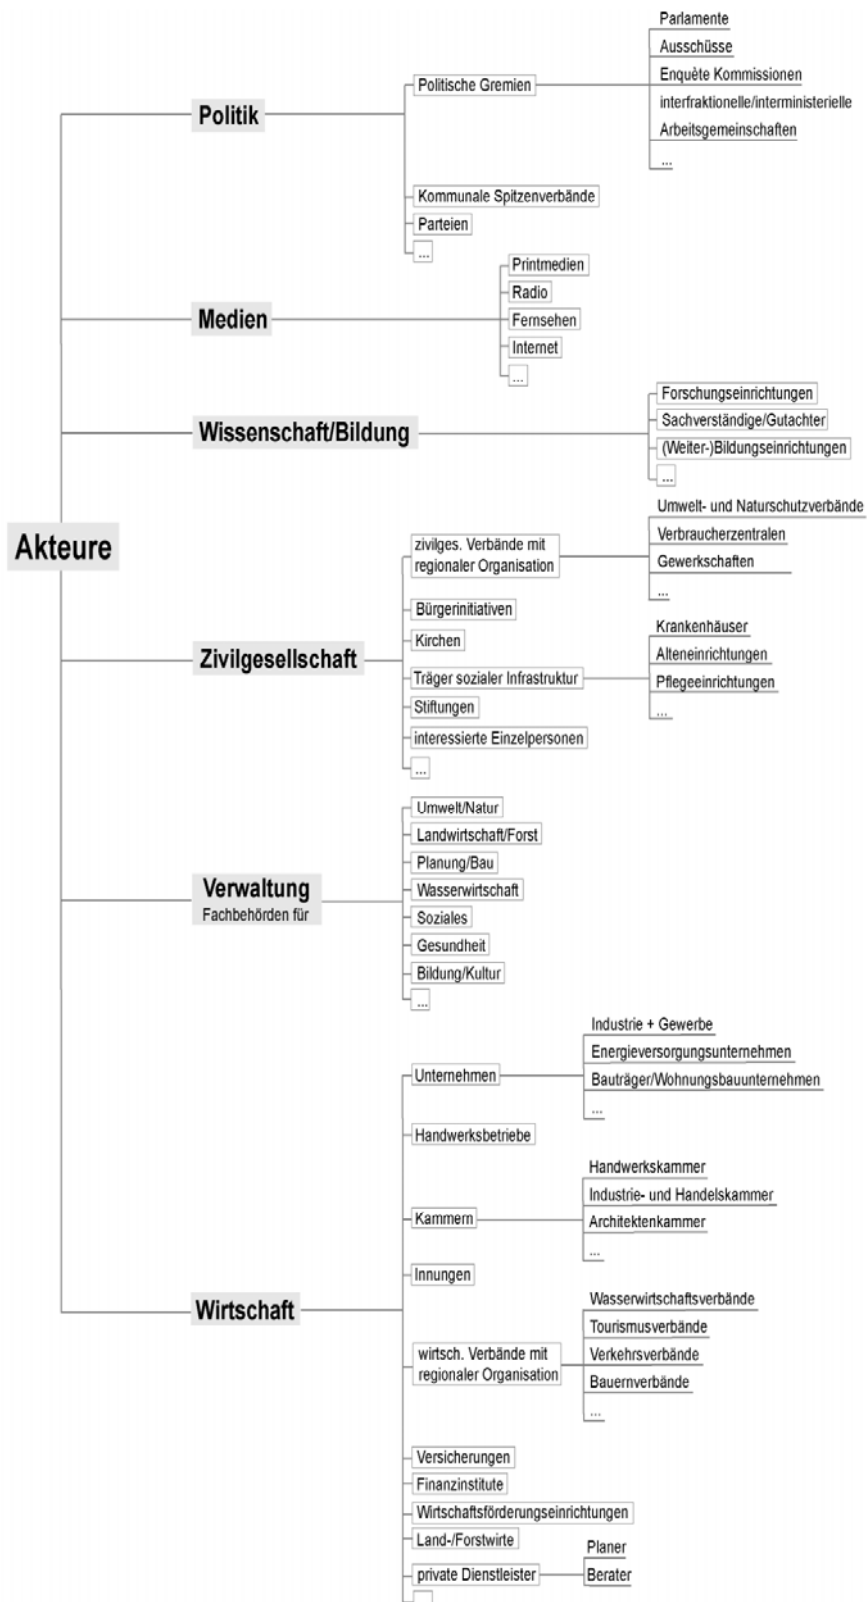 Akteure
Politik
Politische Gremien
Parlamente
Ausschüsse
Enquète Kommissionen
interfraktionelle/interministerielle
Arbeitsgemeinschaften
...
Kommunale Spitzenverbände
Parteien
...
Medien
Printmedien
Radio
Fernsehen
Internet
...
Wissenschaft/Bildung
Forschungseinrichtungen
Sachverständige/Gutachter
(Weiter-)Bildungseinrichtungen
...
Zivilgesellschaft
zivilges. Verbände mit
regionaler Organisation
Umwelt- und Naturschutzverbände
Verbraucherzentralen
Gewerkschaften
...
Bürgerinitiativen
Kirchen
Träger sozialer Infrastruktur
Krankenhäuser
Alteneinrichtungen
Pflegeeinrichtungen
...
Stiftungen
interessierte Einzelpersonen
...
Verwaltung
Fachbehörden für
Umwelt/Natur
Landwirtschaft/Forst
Planung/Bau
Wasserwirtschaft
Soziales
Gesundheit
Bildung/Kultur
...
Wirtschaft
Unternehmen
Industrie + Gewerbe
Energieversorgungsunternehmen
Bauträger/Wohnungsbauunternehmen
...
Handwerksbetriebe
Kammern
Handwerkskammer
Industrie- und Handelskammer
Architektenkammer
...
Innungen
wirtsch. Verbände mit
regionaler Organisation
Wasserwirtschaftsverbände
Tourismusverbände
Verkehrsverbände
Bauernverbände
...
Versicherungen
Finanzinstitute
Wirtschaftsförderungseinrichtungen
Land-/Forstwirte
private Dienstleister
Planer
Berater